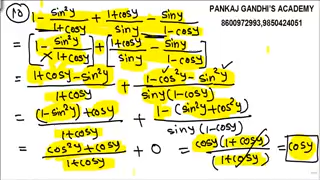 (18) 1 - sin²y/1+cosy + 1+cosy/siny - siny/1-cosy
PANKAJ GANDHI'S ACADEMY
8600972993,9850424051
= [1 - sin²y/1+cosy] + [1+cosy/siny - siny/1-cosy]
= 1+cosy-sin²y/1+cosy + 1-cos²y-sin²y/siny(1-cosy)
= (1-sin²y)+cosy/1+cosy + 1-(sin²y+cos²y)/siny(1-cosy)
= cos²y+cosy/1+cosy + 0 = cosy(1+cosy)/(1+cosy) = cosy